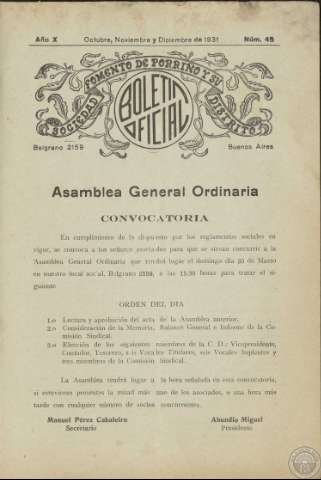 Año X
Octubre, Noviembre y Diciembre de 1931
Núm. 45
SOCIEDAD FOMENTO DE PORRIÑO Y SU DISTRITO
BOLETIN
OFICIAL
Belgrano 2159
Buenos Aires
Asamblea General Ordinaria
CONVOCATORIA
En cumplimiento de lo dispuesto por los reglamentos sociales en
vigor, se convoca a los señores asociados para que se sirvan concurrir a la
Asamblea General Ordinaria que tendrá lugar el domingo día 20 de Marzo
en nuestro local social, Belgrano 2159, a las 15.30 horas para tratar el si-
guiente
ORDEN DEL DIA
1.o Lectura y aprobación del acta de la Asamblea anterior.
2.o Consideración de la Memoria, Balance General e Informe de la Co-
misión Sindical.
3.o Elección de los siguientes miembros de la C. D.: Vicepresidente,
Contador, Tesorero, seis Vocales Titulares, seis Vocales Suplentes y
tres miembros de la Comisión Sindical.
La Asamblea tendrá lugar a la hora señalada en esta convocatoria,
si estuvieran presentes la mitad más uno de los asociados, o una hora más
tarde con cualquier número de socios concurrentes.
Manuel Pérez Cabaleiro
Secretario
Abundio Miguel
Presidente